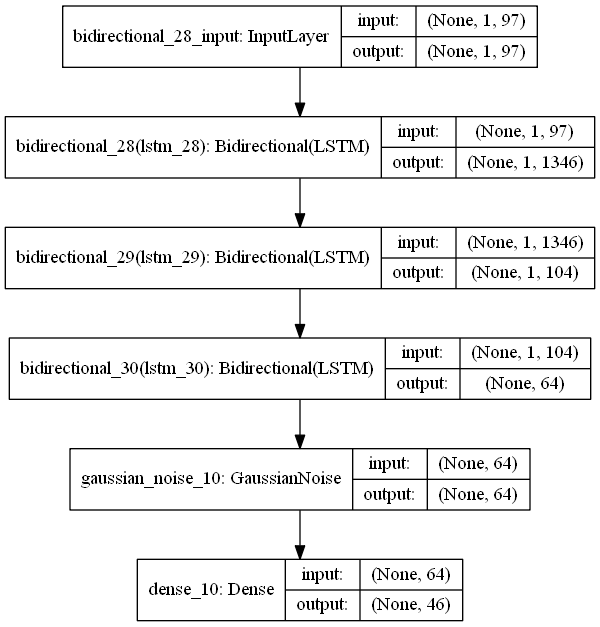 bidirectional_28_input: InputLayer
input: (None, 1, 97)
output: (None, 1, 97)
bidirectional_28(lstm_28): Bidirectional(LSTM)
input: (None, 1, 97)
output: (None, 1, 1346)
bidirectional_29(lstm_29): Bidirectional(LSTM)
input: (None, 1, 1346)
output: (None, 1, 104)
bidirectional_30(lstm_30): Bidirectional(LSTM)
input: (None, 1, 104)
output: (None, 64)
gaussian_noise_10: GaussianNoise
input: (None, 64)
output: (None, 64)
dense_10: Dense
input: (None, 64)
output: (None, 46)